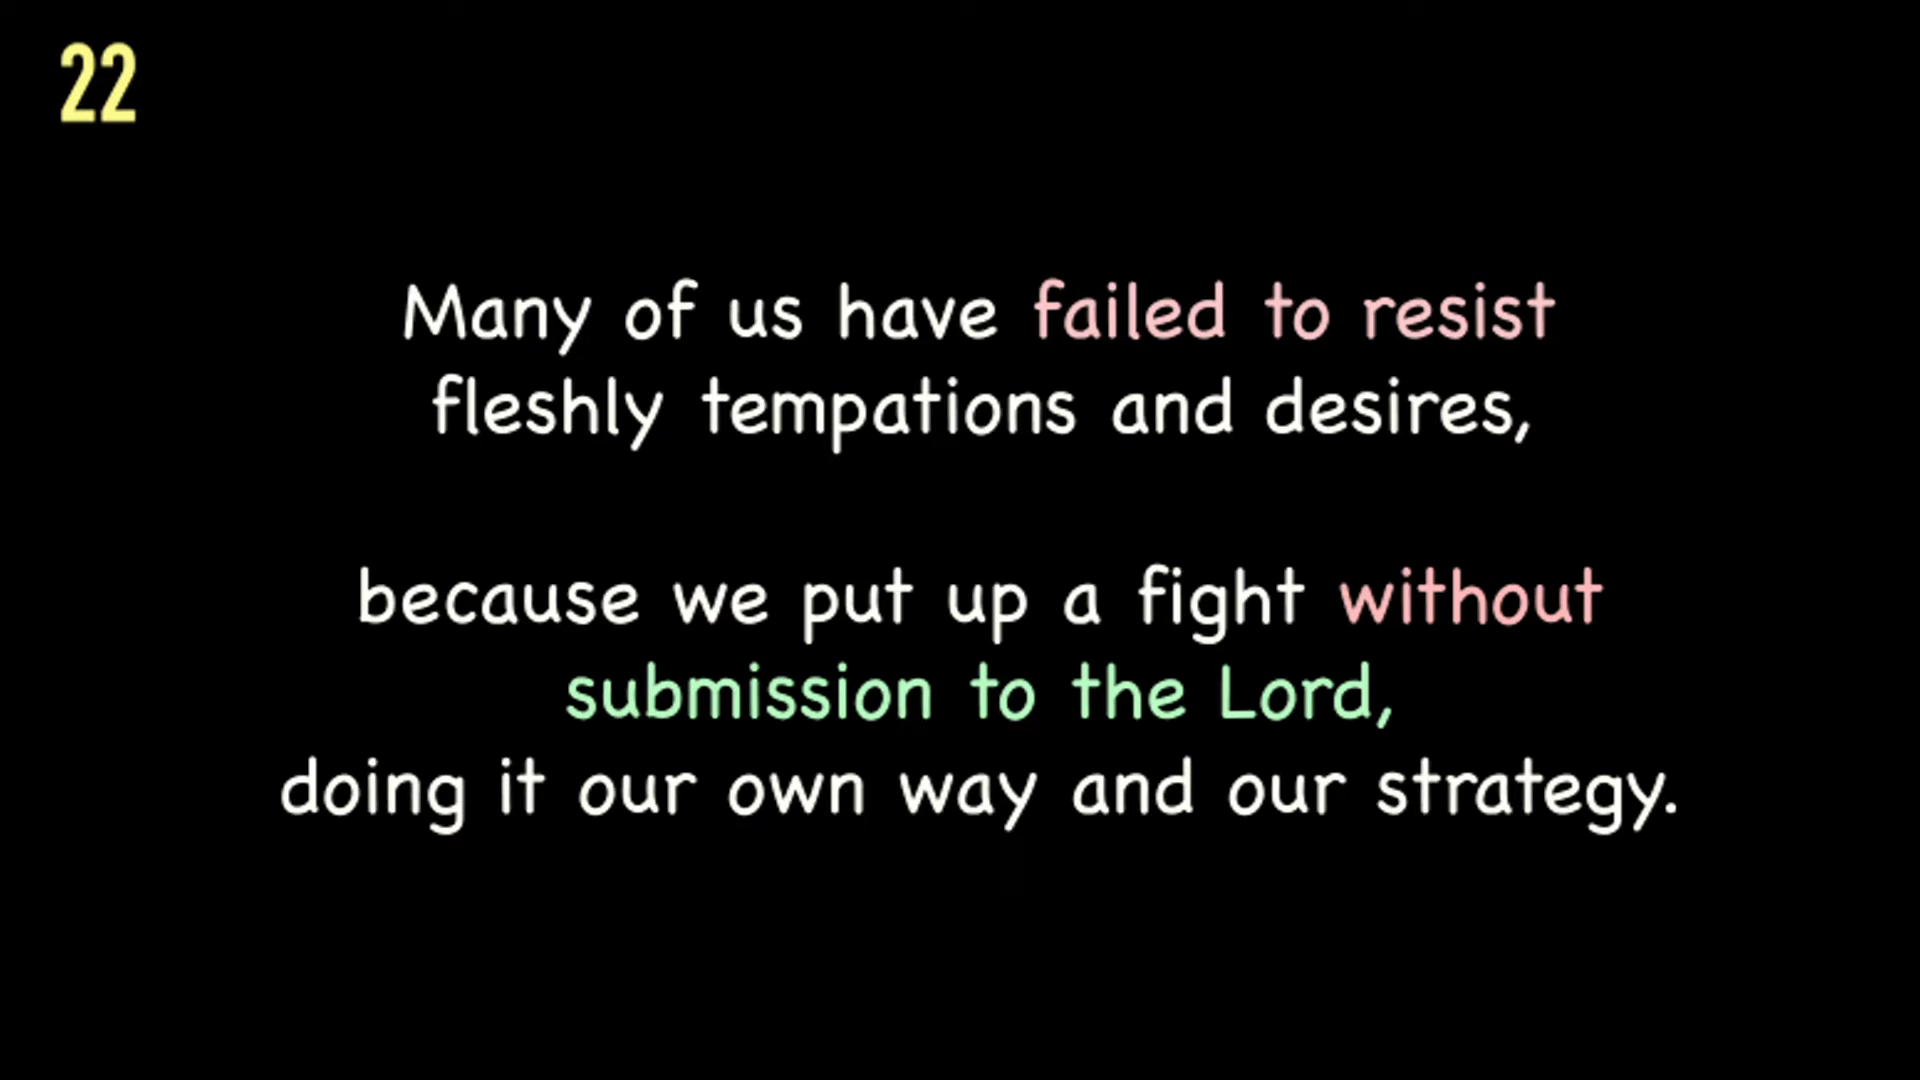 22
Many of us have failed to resist
fleshly tempations and desires,
because we put up a fight without
submission to the Lord,
doing it our own way and our strategy.